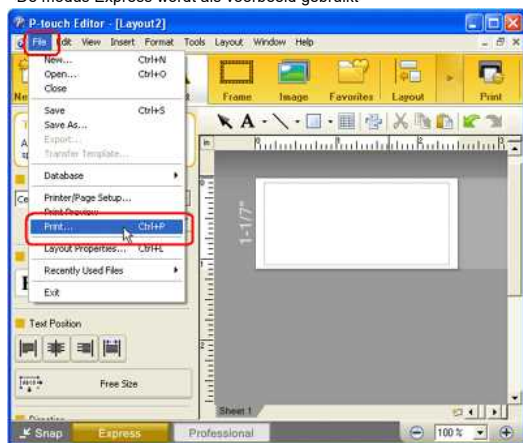 De modus Express wordt als voorbeeld gebruikt
P-touch Editor - [Layout2]
File Edit View Insert Format Tools Layout Window Help
New... Ctrl+N
Open... Ctrl+O
Close
Save Ctrl+S
Save As...
Export...
Transfer Template...
Database
Printer/Page Setup...
Print Preview
Print... Ctrl+P
Layout Properties... Ctrl+L
Recently Used Files
Exit
Frame Image Favorites Layout Print
A
in
1-1/7"
Text Position
Free Size
Sheet 1
Snap Express Professional
100 %